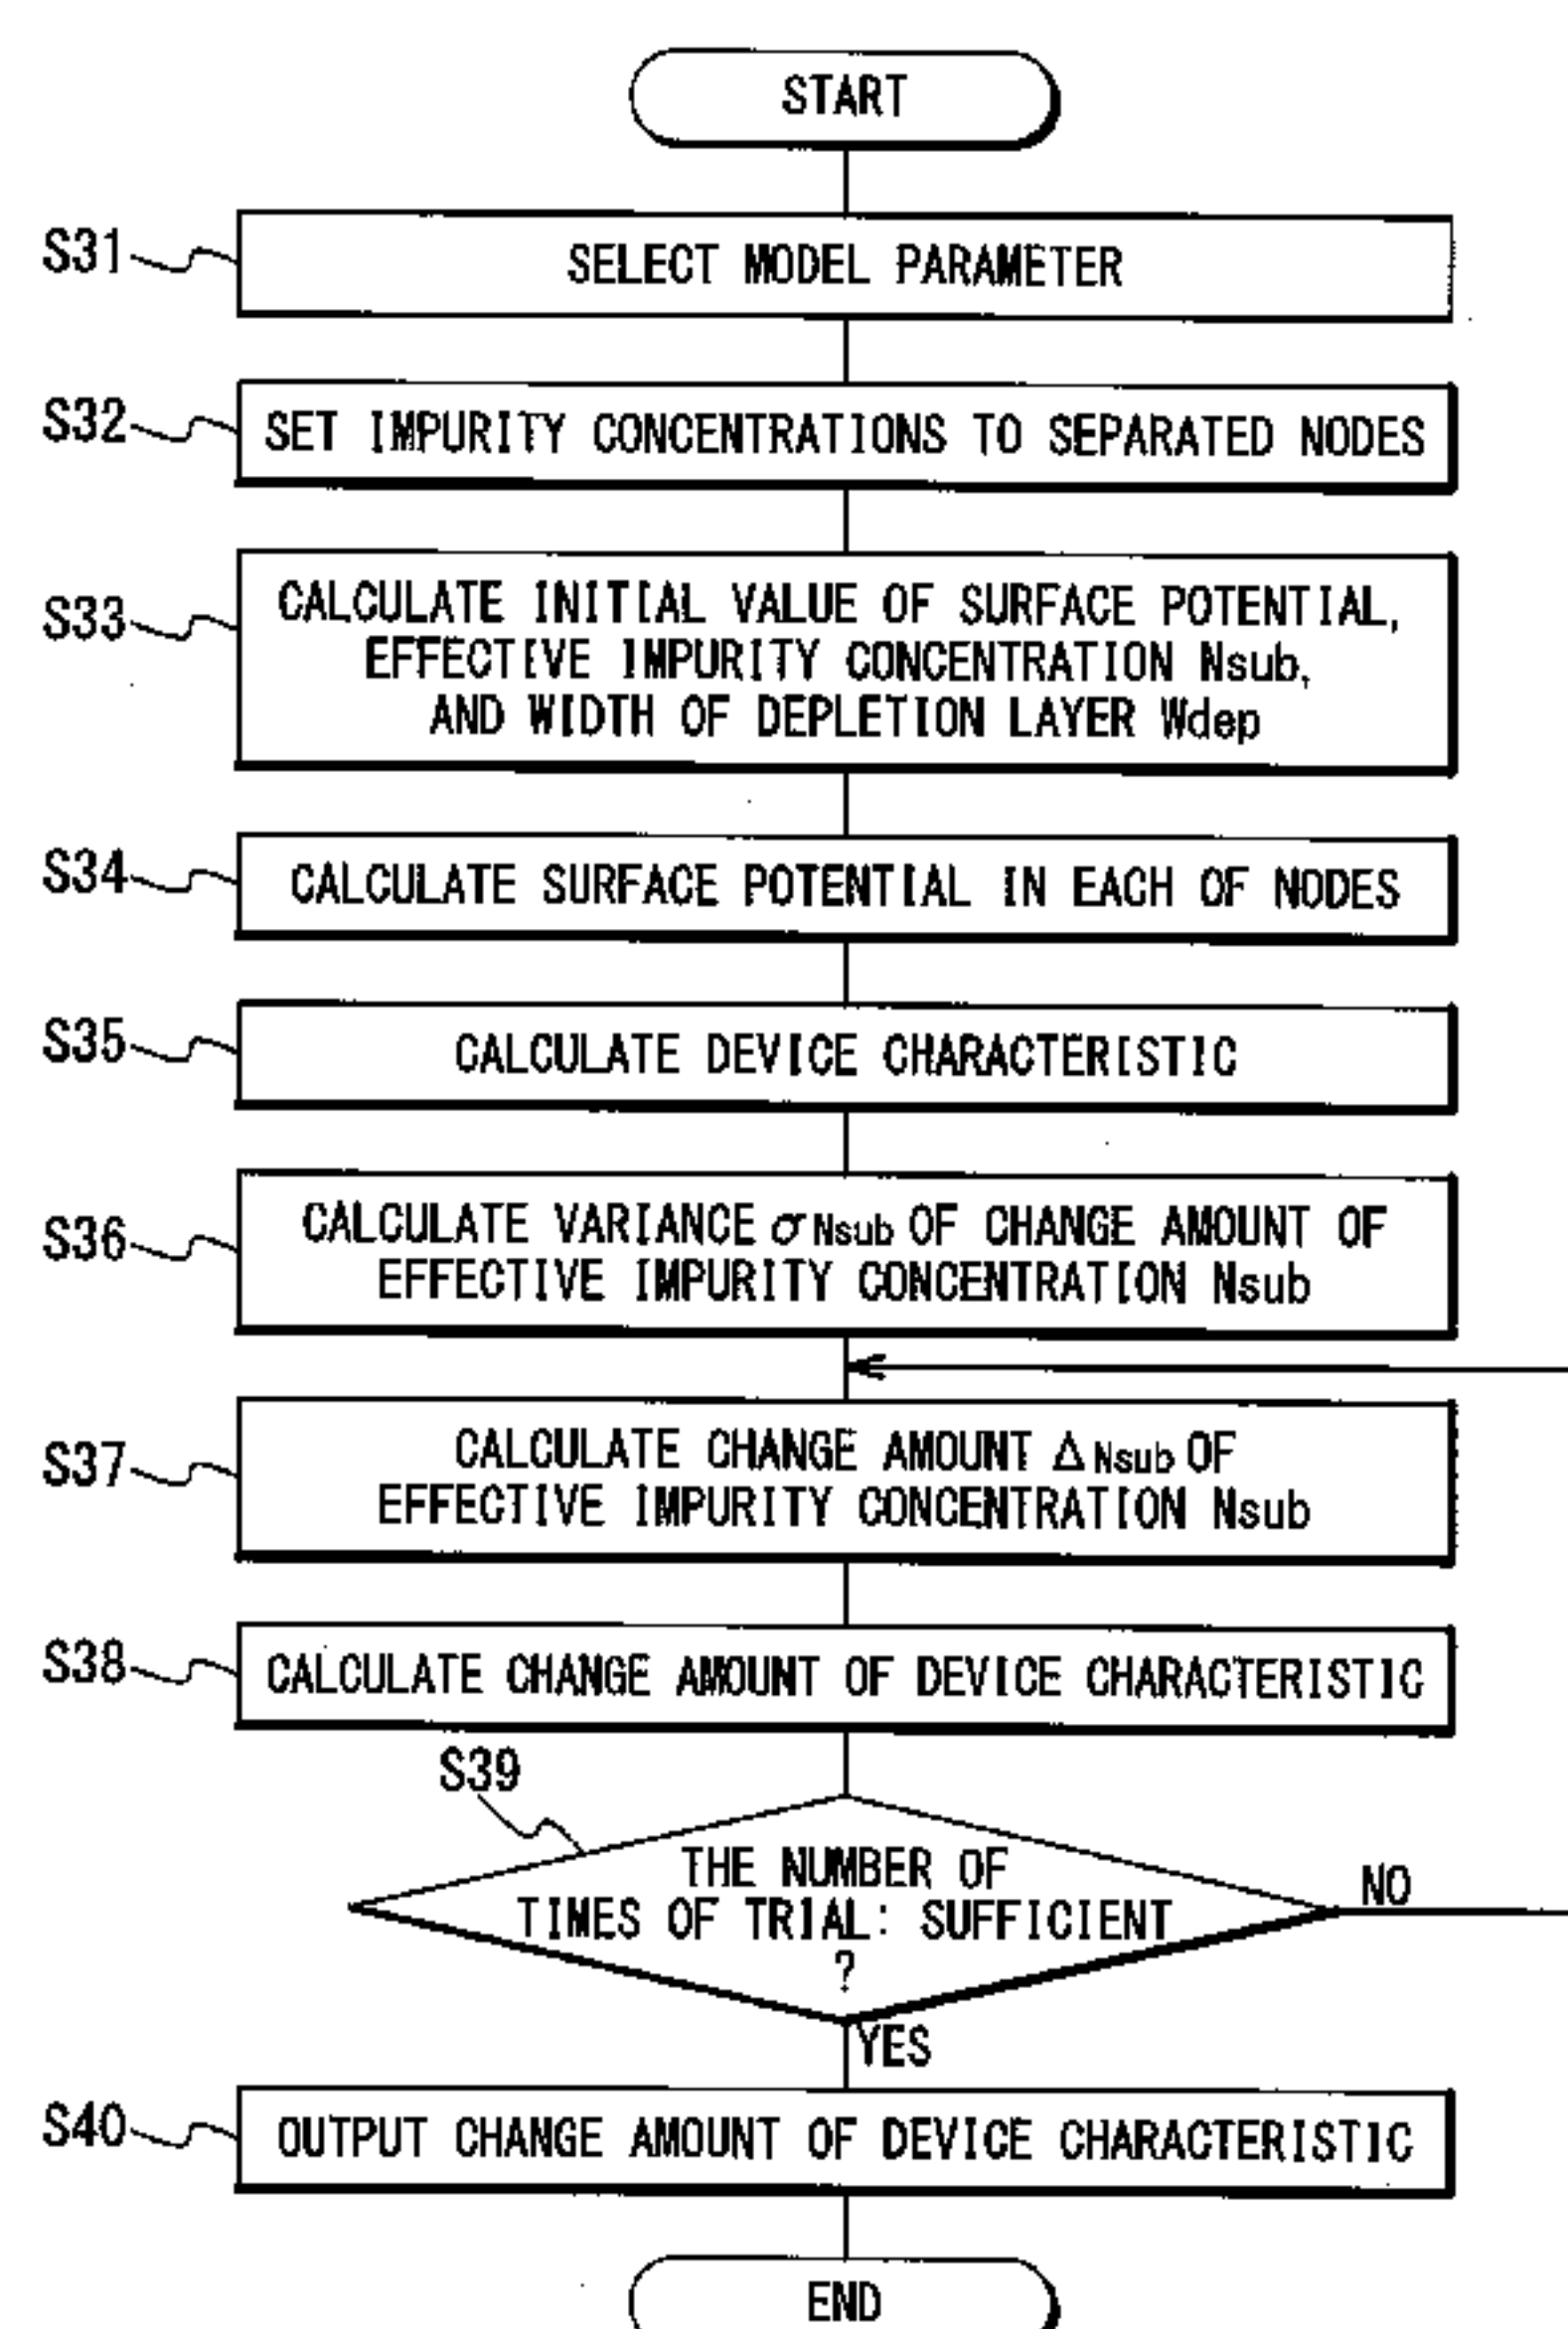 START
S31
SELECT MODEL PARAMETER
S32
SET IMPURITY CONCENTRATIONS TO SEPARATED NODES
S33
CALCULATE INITIAL VALUE OF SURFACE POTENTIAL,
EFFECTIVE IMPURITY CONCENTRATION Nsub,
AND WIDTH OF DEPLETION LAYER Wdep
S34
CALCULATE SURFACE POTENTIAL IN EACH OF NODES
S35
CALCULATE DEVICE CHARACTERISTIC
S36
CALCULATE VARIANCE σNsub OF CHANGE AMOUNT OF
EFFECTIVE IMPURITY CONCENTRATION Nsub
S37
CALCULATE CHANGE AMOUNT ΔNsub OF
EFFECTIVE IMPURITY CONCENTRATION Nsub
S38
CALCULATE CHANGE AMOUNT OF DEVICE CHARACTERISTIC
S39
THE NUMBER OF
TIMES OF TRIAL: SUFFICIENT
?
NO
YES
S40
OUTPUT CHANGE AMOUNT OF DEVICE CHARACTERISTIC
END